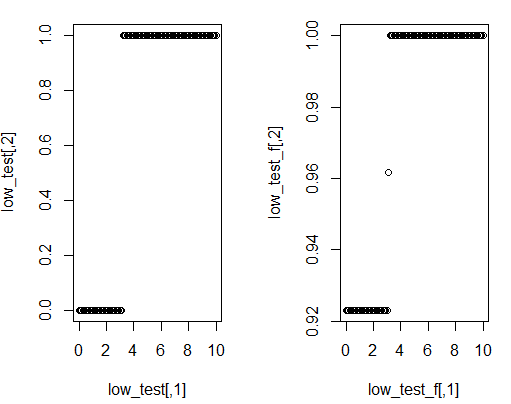 low_test[,2]
1.0
0.8
0.6
0.4
0.2
0.0
0 2 4 6 8 10
low_test[,1]
low_test_f[,2]
1.00
0.98
0.96
0.94
0.92
0 2 4 6 8 10
low_test_f[,1]